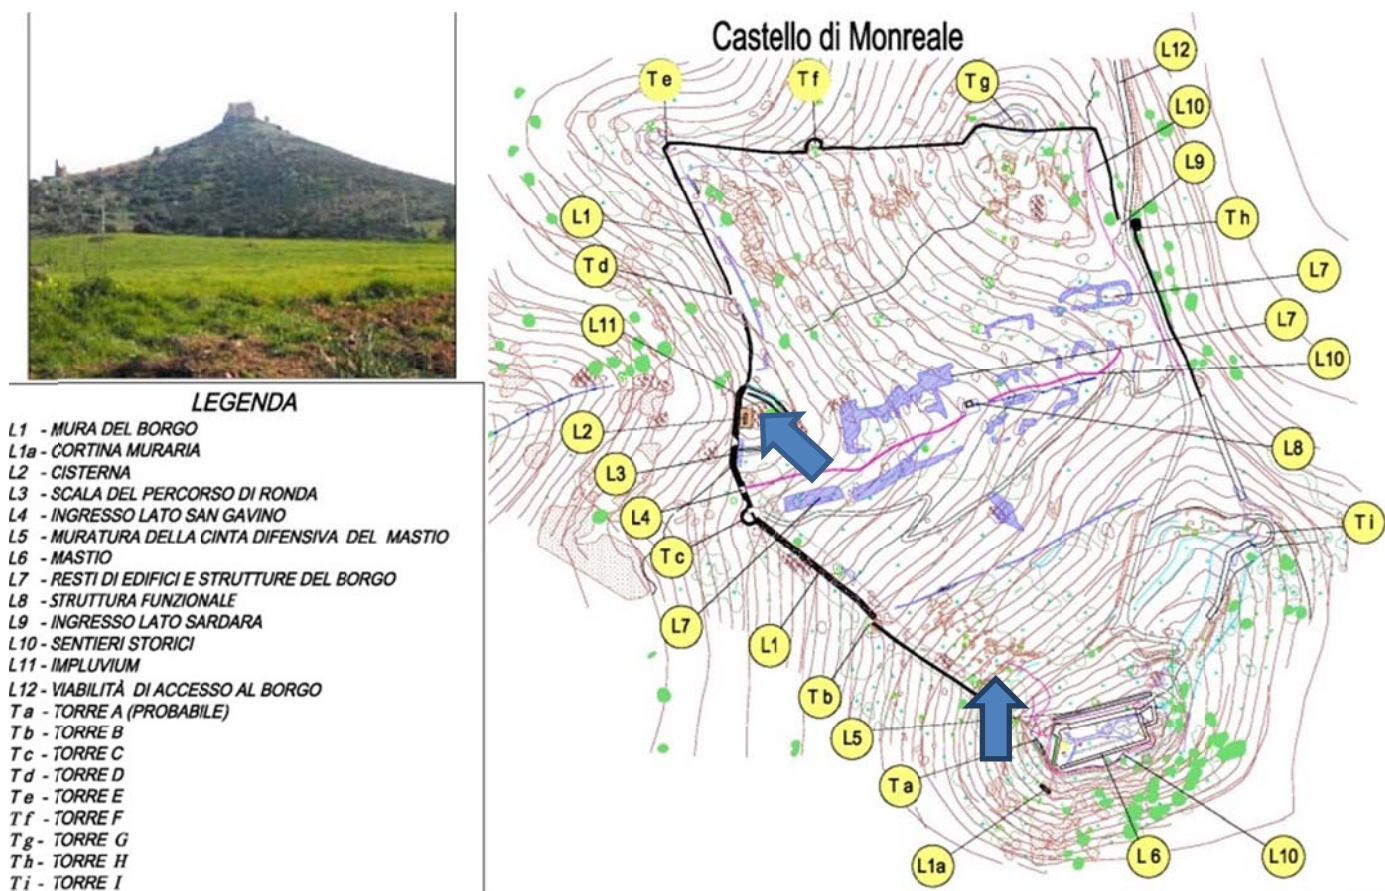 Castello di Monreale
LEGENDA
L1 - MURA DEL BORGO
L1a - CORTINA MURARIA
L2 - CISTERNA
L3 - SCALA DEL PERCORSO DI RONDA
L4 - INGRESSO LATO SAN GAVINO
L5 - MURATURA DELLA CINTA DIFENSIVA DEL MASTIO
L6 - MASTIO
L7 - RESTI DI EDIFICI E STRUTTURE DEL BORGO
L8 - STRUTTURA FUNZIONALE
L9 - INGRESSO LATO SARDARA
L10 - SENTIERI STORICI
L11 - IMPLUVIUM
L12 - VIABILITÀ DI ACCESSO AL BORGO
Ta - TORRE A (PROBABILE)
Tb - TORRE B
Tc - TORRE C
Td - TORRE D
Te - TORRE E
Tf - TORRE F
Tg - TORRE G
Th - TORRE H
Ti - TORRE I
Te
Tf
Tg
L12
L10
L9
Th
L7
L7
L10
L8
Ti
L1
Td
L11
L2
L3
L4
Tc
L7
L1
Tb
L5
Ta
L1a
L6
L10